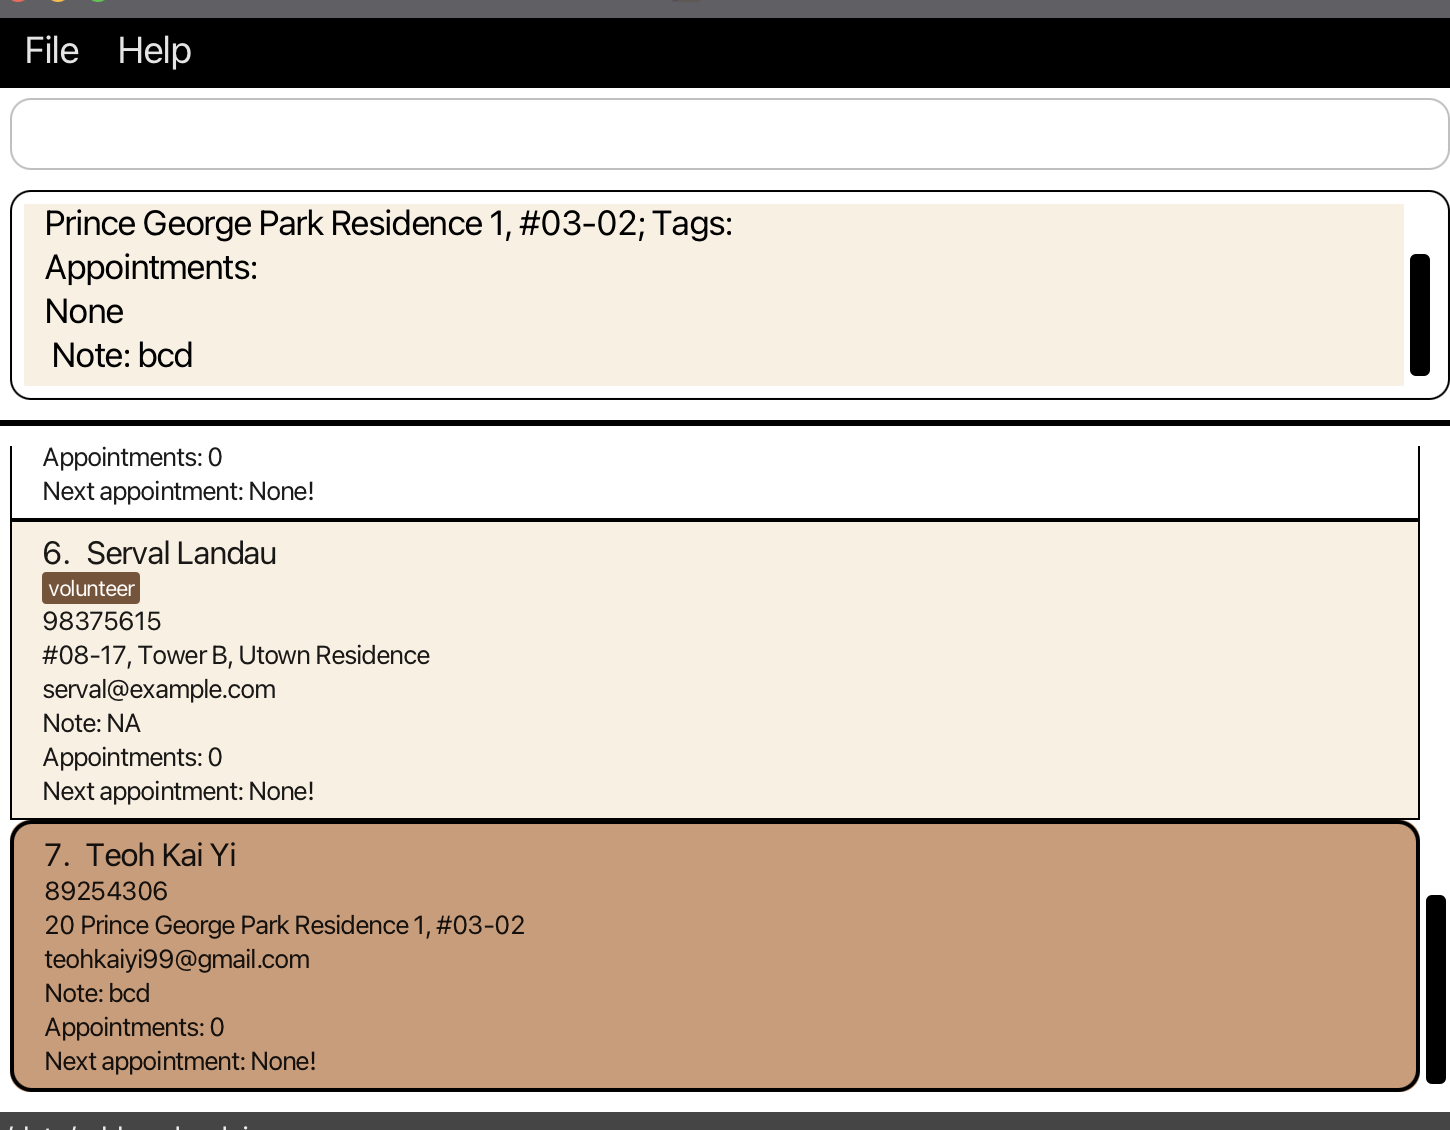 File Help
Prince George Park Residence 1, #03-02; Tags:
Appointments:
None
Note: bcd
Appointments: 0
Next appointment: None!
6. Serval Landau
volunteer
98375615
#08-17, Tower B, Utown Residence
serval@example.com
Note: NA
Appointments: 0
Next appointment: None!
7. Teoh Kai Yi
89254306
20 Prince George Park Residence 1, #03-02
teohkaiyi99@gmail.com
Note: bcd
Appointments: 0
Next appointment: None!